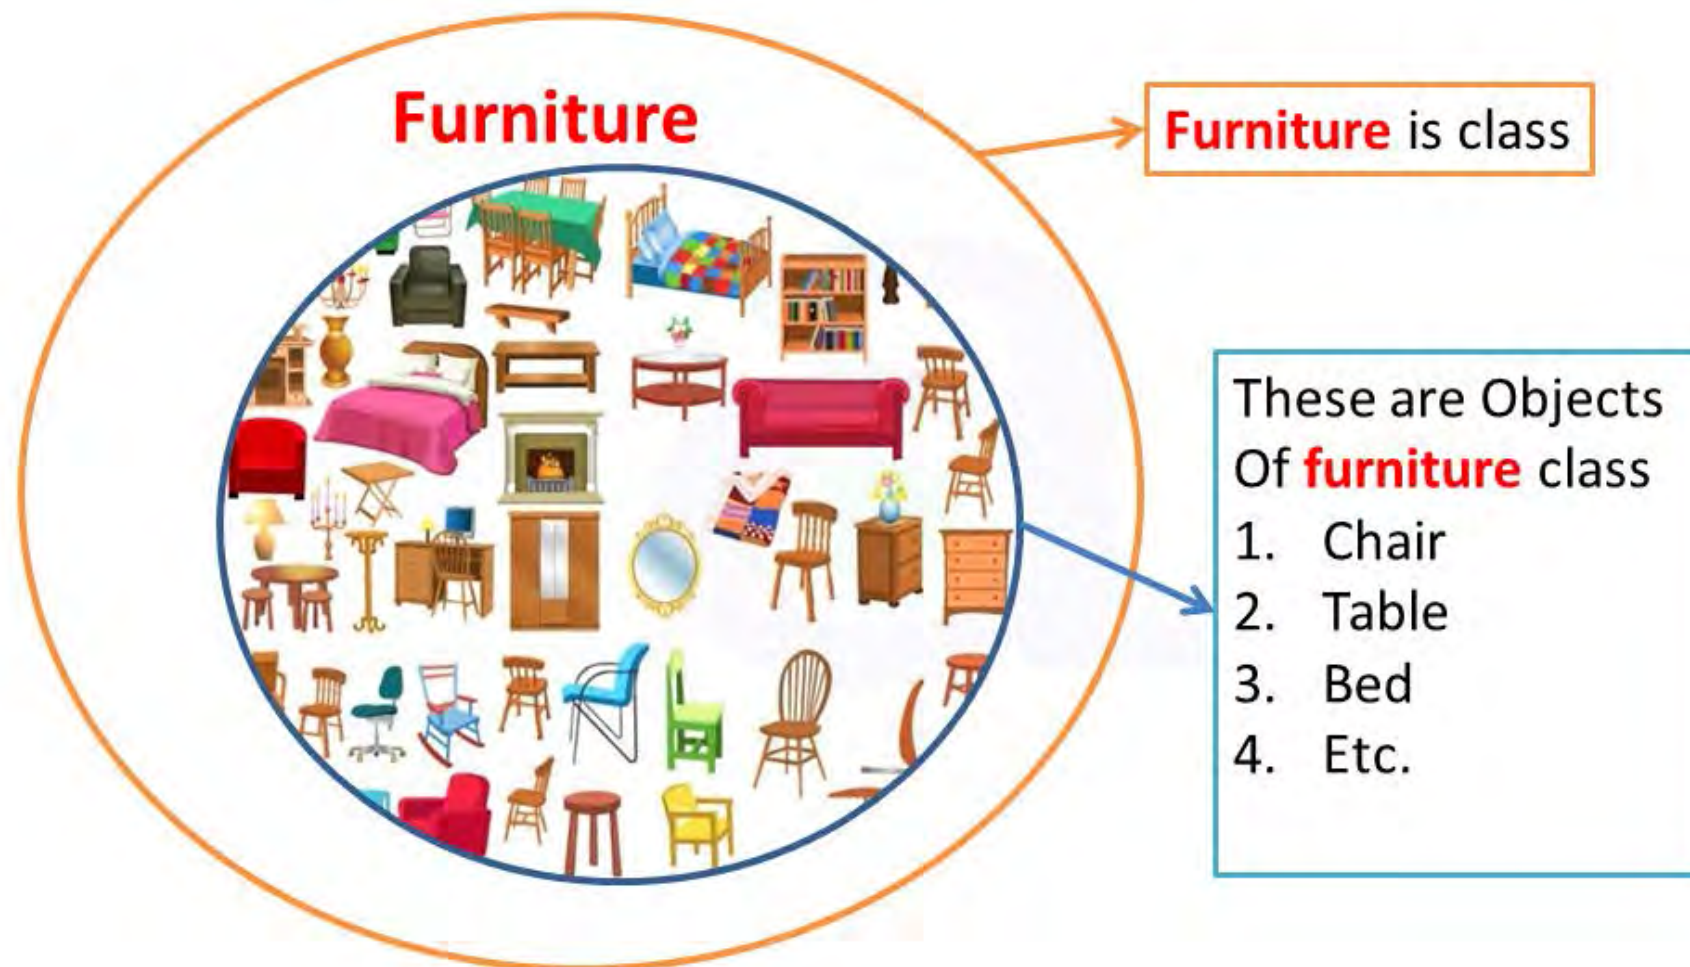 Furniture
Furniture is class
These are Objects
Of furniture class
1. Chair
2. Table
3. Bed
4. Etc.